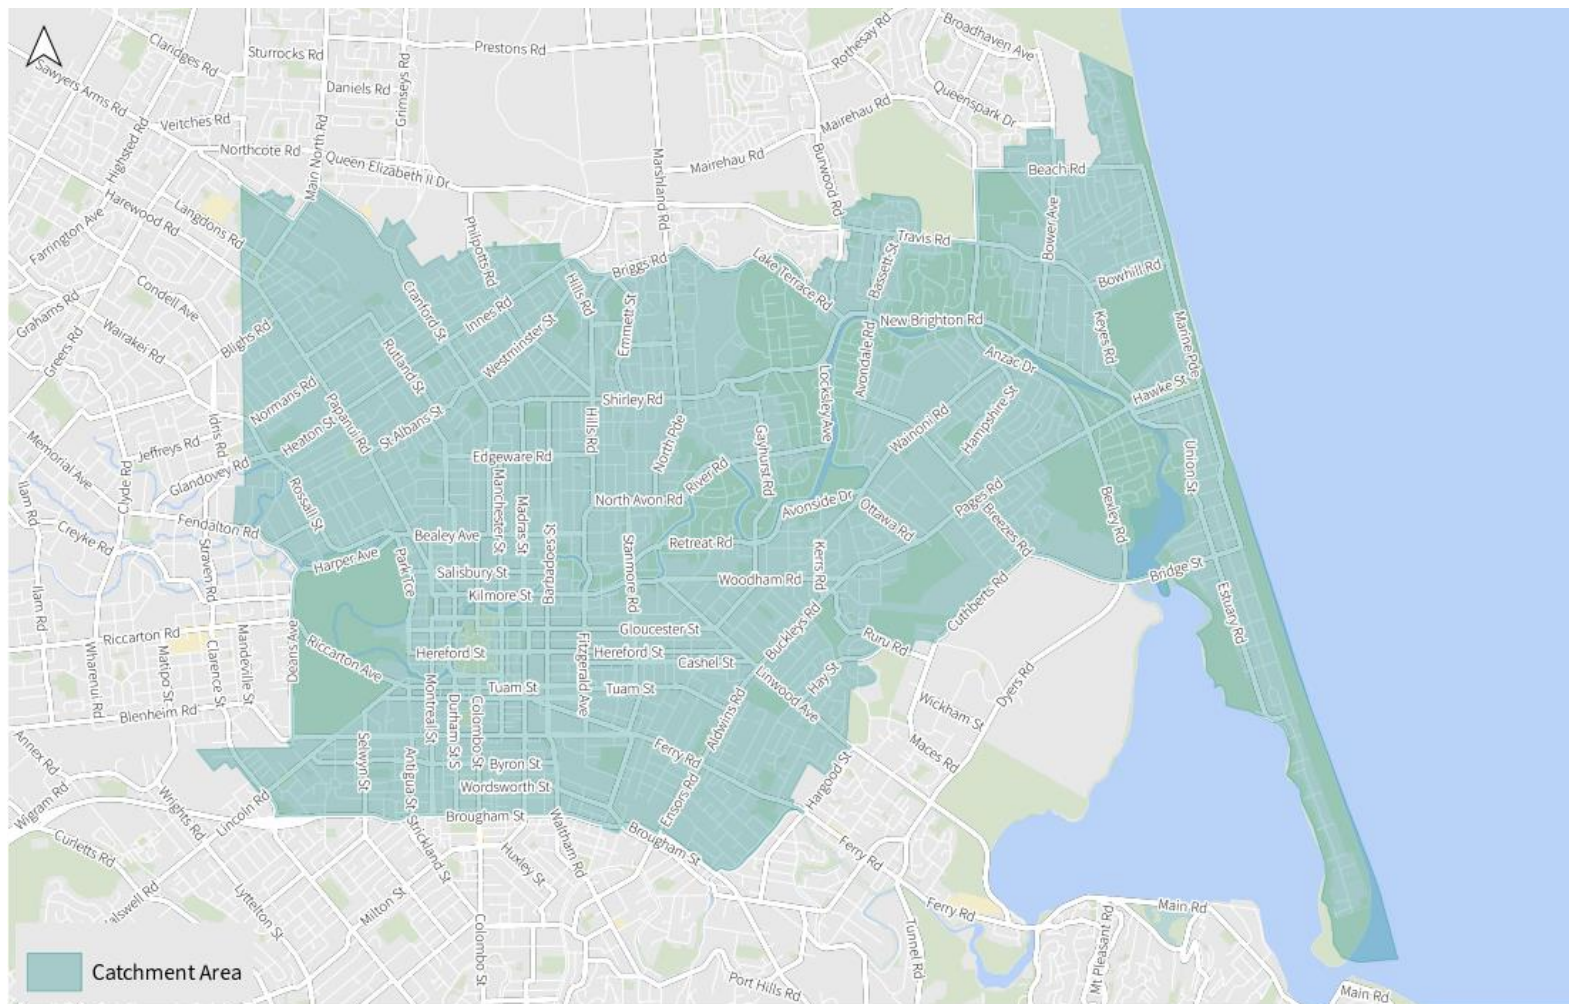 Broadhaven Ave
Claridges Rd
Sturrocks Rd
Prestons Rd
Rothesay Rd
Sawyers Arms Rd
Daniels Rd
Grimseys Rd
Queenspark Dr
Veitches Rd
Mairehau Rd
Highsted Rd
Northcote Rd
Main North Rd
Queen Elizabeth II Dr
Marshland Rd
Mairehau Rd
Burwood Rd
Beach Rd
Harewood Rd
Langdons Rd
Farrington Ave
Philpotts Rd
Travis Rd
Bower Ave
Bassett St
Briggs Rd
Lake Terrace Rd
Bowhill Rd
Condell Ave
Hills Rd
Cranford St
Innes Rd
Emmett St
Grahams Rd
Wairakei Rd
Blighs Rd
Westminster St
New Brighton Rd
Keyes Rd
Marine Pde
Greers Rd
Rutland St
Avondale Rd
Anzac Dr
Locksley Ave
Hawke St
Normans Rd
Papanui Rd
Shirley Rd
Hampshire St
St Albans St
Hills Rd
North Pde
Gayhurst Rd
Wainoni Rd
Idris Rd
Heaton St
Jeffreys Rd
Memorial Ave
Edgeware Rd
Union St
Glandovey Rd
River Rd
Clyde Rd
Ilam Rd
Rossall St
Manchester St
Madras St
North Avon Rd
Avonside Dr
Pages Rd
Bexley Rd
Fendalton Rd
Creyke Rd
Ottawa Rd
Breezes Rd
Straven Rd
Bealey Ave
Barbadoes St
Stanmore Rd
Retreat Rd
Harper Ave
Park Tce
Salisbury St
Woodham Rd
Kerrs Rd
Bridge St
Ilam Rd
Kilmore St
Cuthberts Rd
Estuary Rd
Riccarton Rd
Gloucester St
Buckleys Rd
Ruru Rd
Deans Ave
Riccarton Ave
Hereford St
Fitzgerald Ave
Hereford St
Cashel St
Wharenui Rd
Matipo St
Clarence St
Mandeville St
Linwood Ave
Hay St
Dyers Rd
Tuam St
Tuam St
Montreal St
Durham St S
Colombo St
Blenheim Rd
Aldwins Rd
Wickham St
Annex Rd
Selwyn St
Antigua St
Ferry Rd
Maces Rd
Byron St
Wordsworth St
Ensors Rd
Hargood St
Wigram Rd
Wrights Rd
Lincoln Rd
Brougham St
Strickland St
Waltham Rd
Brougham St
Curletts Rd
Huxley St
Ferry Rd
Lyttelton St
Milton St
Ferry Rd
Main Rd
Colombo St
Tunnel Rd
Mt Pleasant Rd
Port Hills Rd
Main Rd
Catchment Area